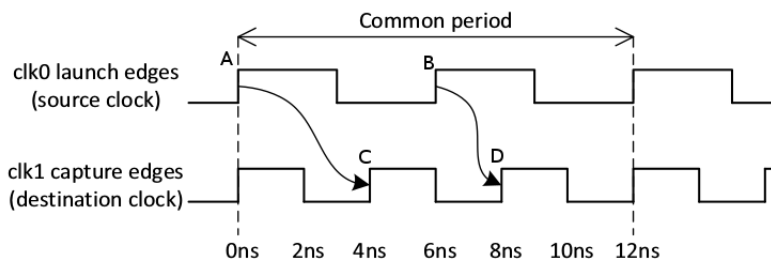 Common period
A
B
clk0 launch edges
(source clock)
C
D
clk1 capture edges
(destination clock)
0ns 2ns 4ns 6ns 8ns 10ns 12ns